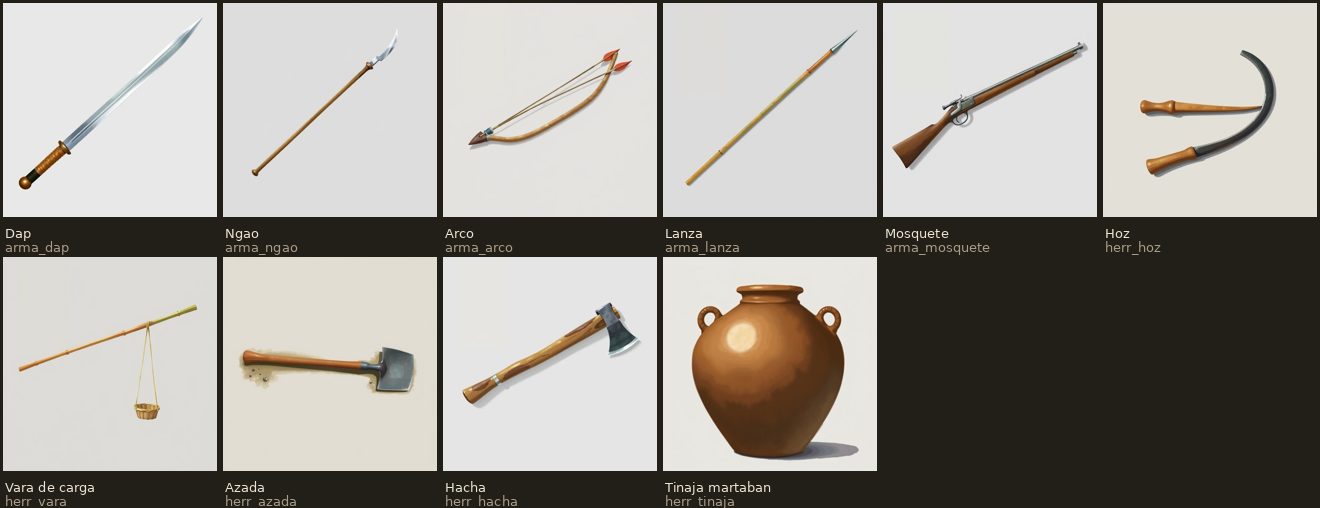 Dap
arma_dap
Ngao
arma_ngao
Arco
arma_arco
Lanza
arma_lanza
Mosquete
arma_mosquete
Hoz
herr_hoz
Vara de carga
herr_vara
Azada
herr_azada
Hacha
herr_hacha
Tinaja martaban
herr_tinaja